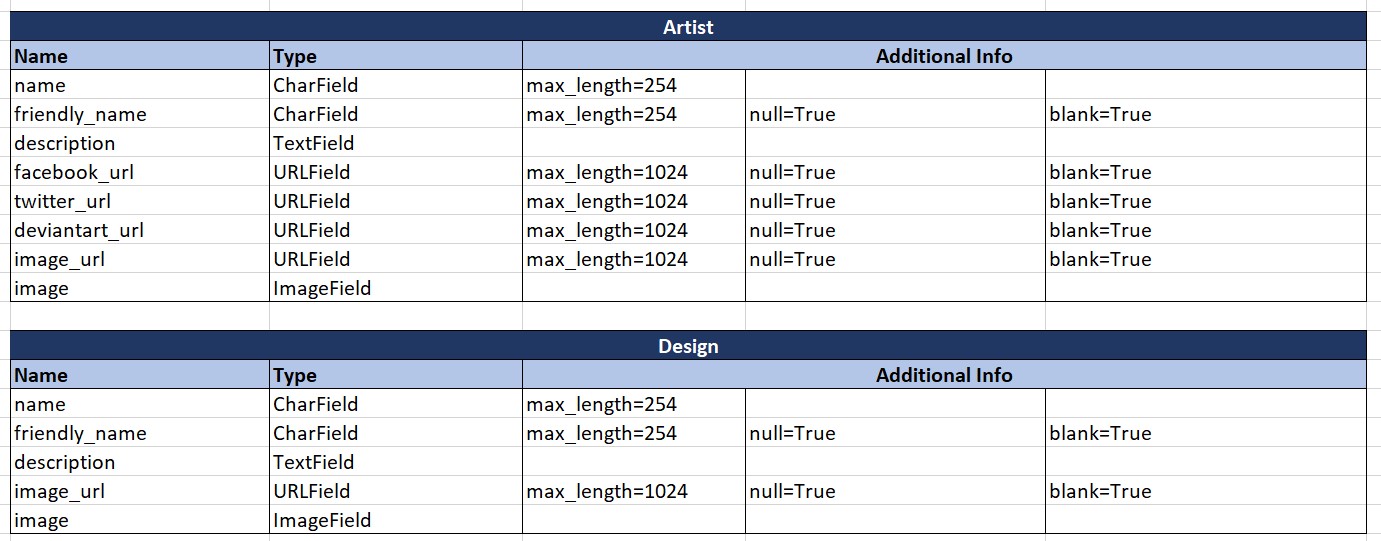 Artist
Name Type Additional Info
name CharField max_length=254
friendly_name CharField max_length=254 null=True blank=True
description TextField
facebook_url URLField max_length=1024 null=True blank=True
twitter_url URLField max_length=1024 null=True blank=True
deviantart_url URLField max_length=1024 null=True blank=True
image_url URLField max_length=1024 null=True blank=True
image ImageField
Design
Name Type Additional Info
name CharField max_length=254
friendly_name CharField max_length=254 null=True blank=True
description TextField
image_url URLField max_length=1024 null=True blank=True
image ImageField